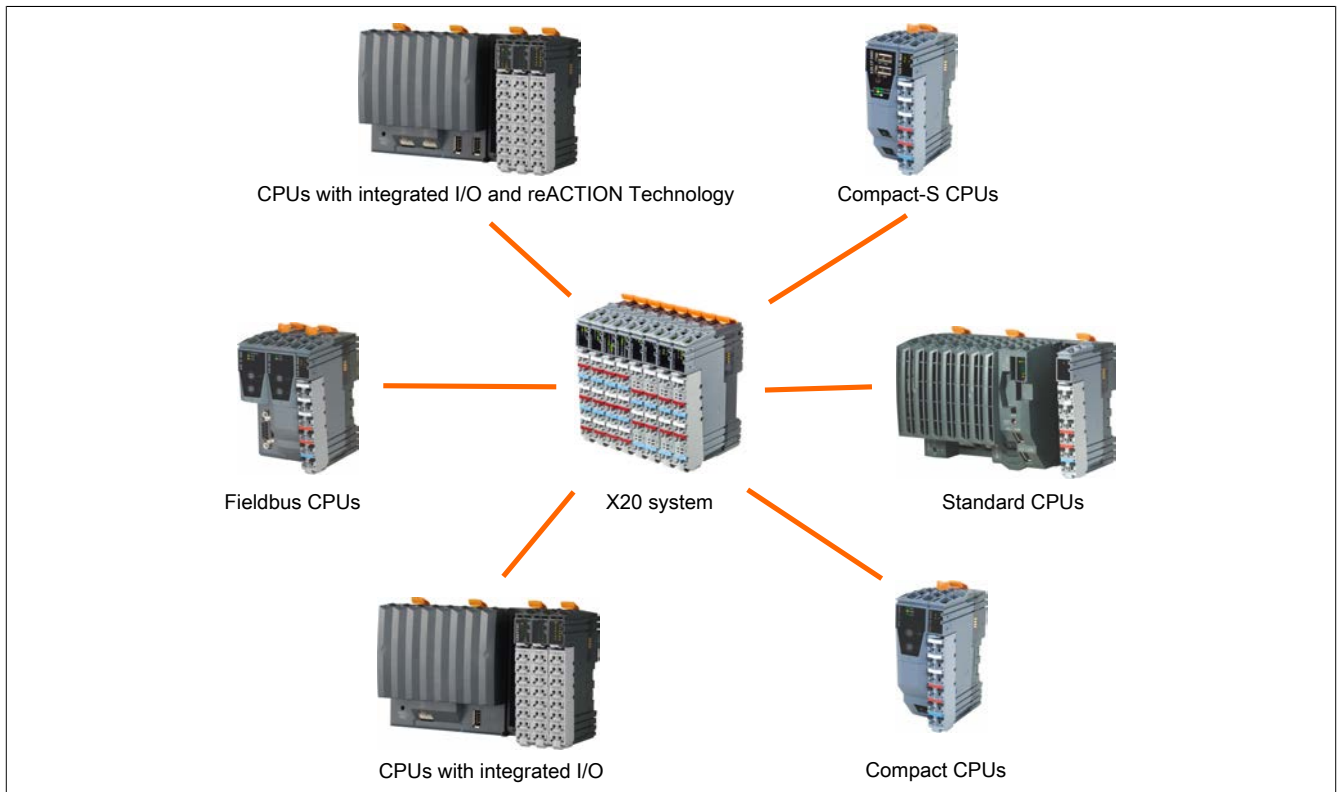 CPUs with integrated I/O and reACTION Technology
Compact-S CPUs
Fieldbus CPUs
X20 system
Standard CPUs
CPUs with integrated I/O
Compact CPUs